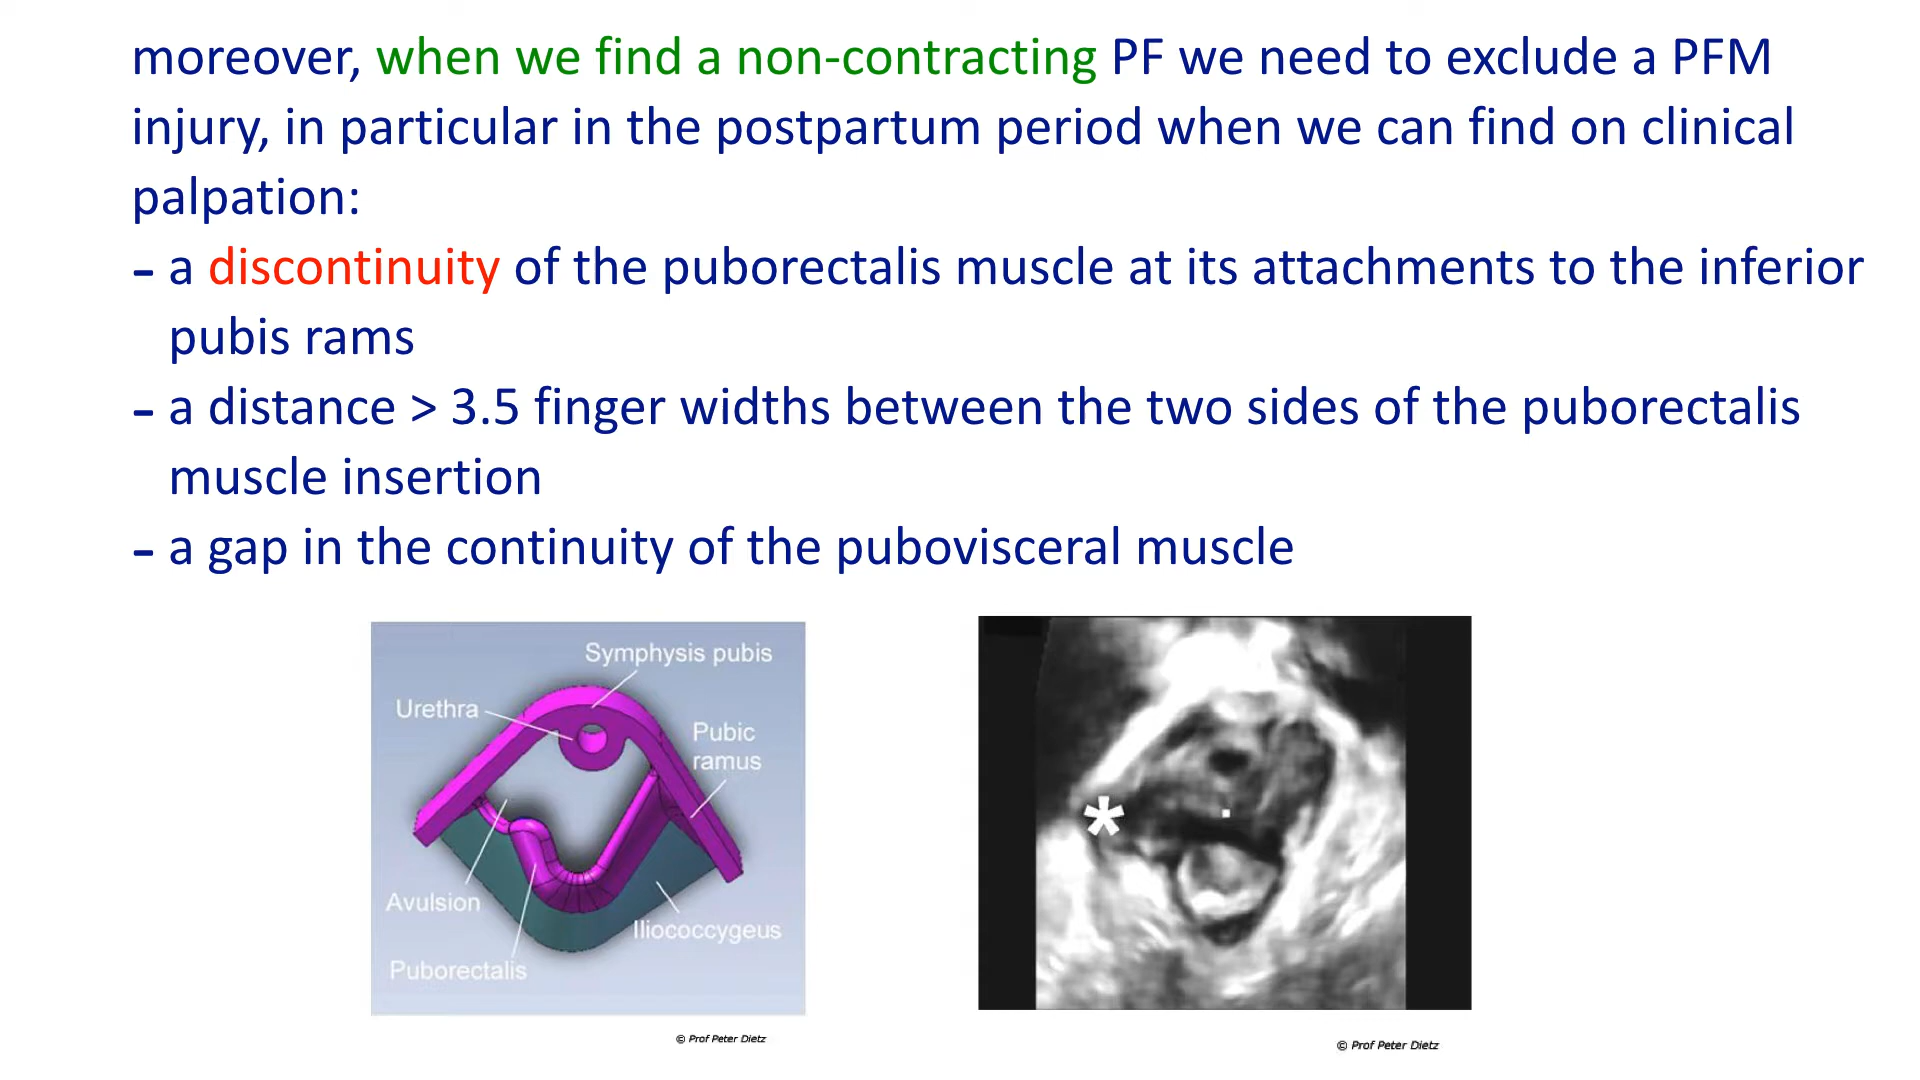 moreover, when we find a non-contracting PF we need to exclude a PFM
injury, in particular in the postpartum period when we can find on clinical
palpation:
- a discontinuity of the puborectalis muscle at its attachments to the inferior
pubis rams
- a distance > 3.5 finger widths between the two sides of the puborectalis
muscle insertion
- a gap in the continuity of the pubovisceral muscle
Symphysis pubis
Urethra
Pubic
ramus
Avulsion
Iliococcygeus
Puborectalis
*
© Prof Peter Dietz
© Prof Peter Dietz